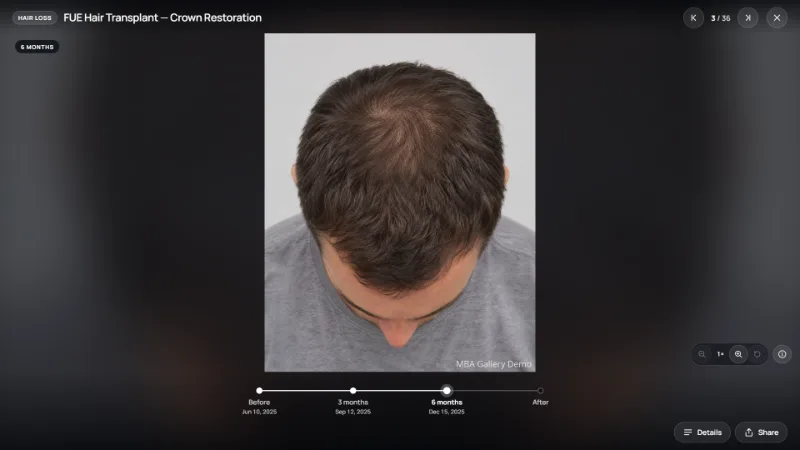 HAIR LOSS FUE Hair Transplant — Crown Restoration
3 / 36
6 MONTHS
MBA Gallery Demo
1×
Before 3 months 6 months After
Jun 10, 2025 Sep 12, 2025 Dec 15, 2025
Details Share